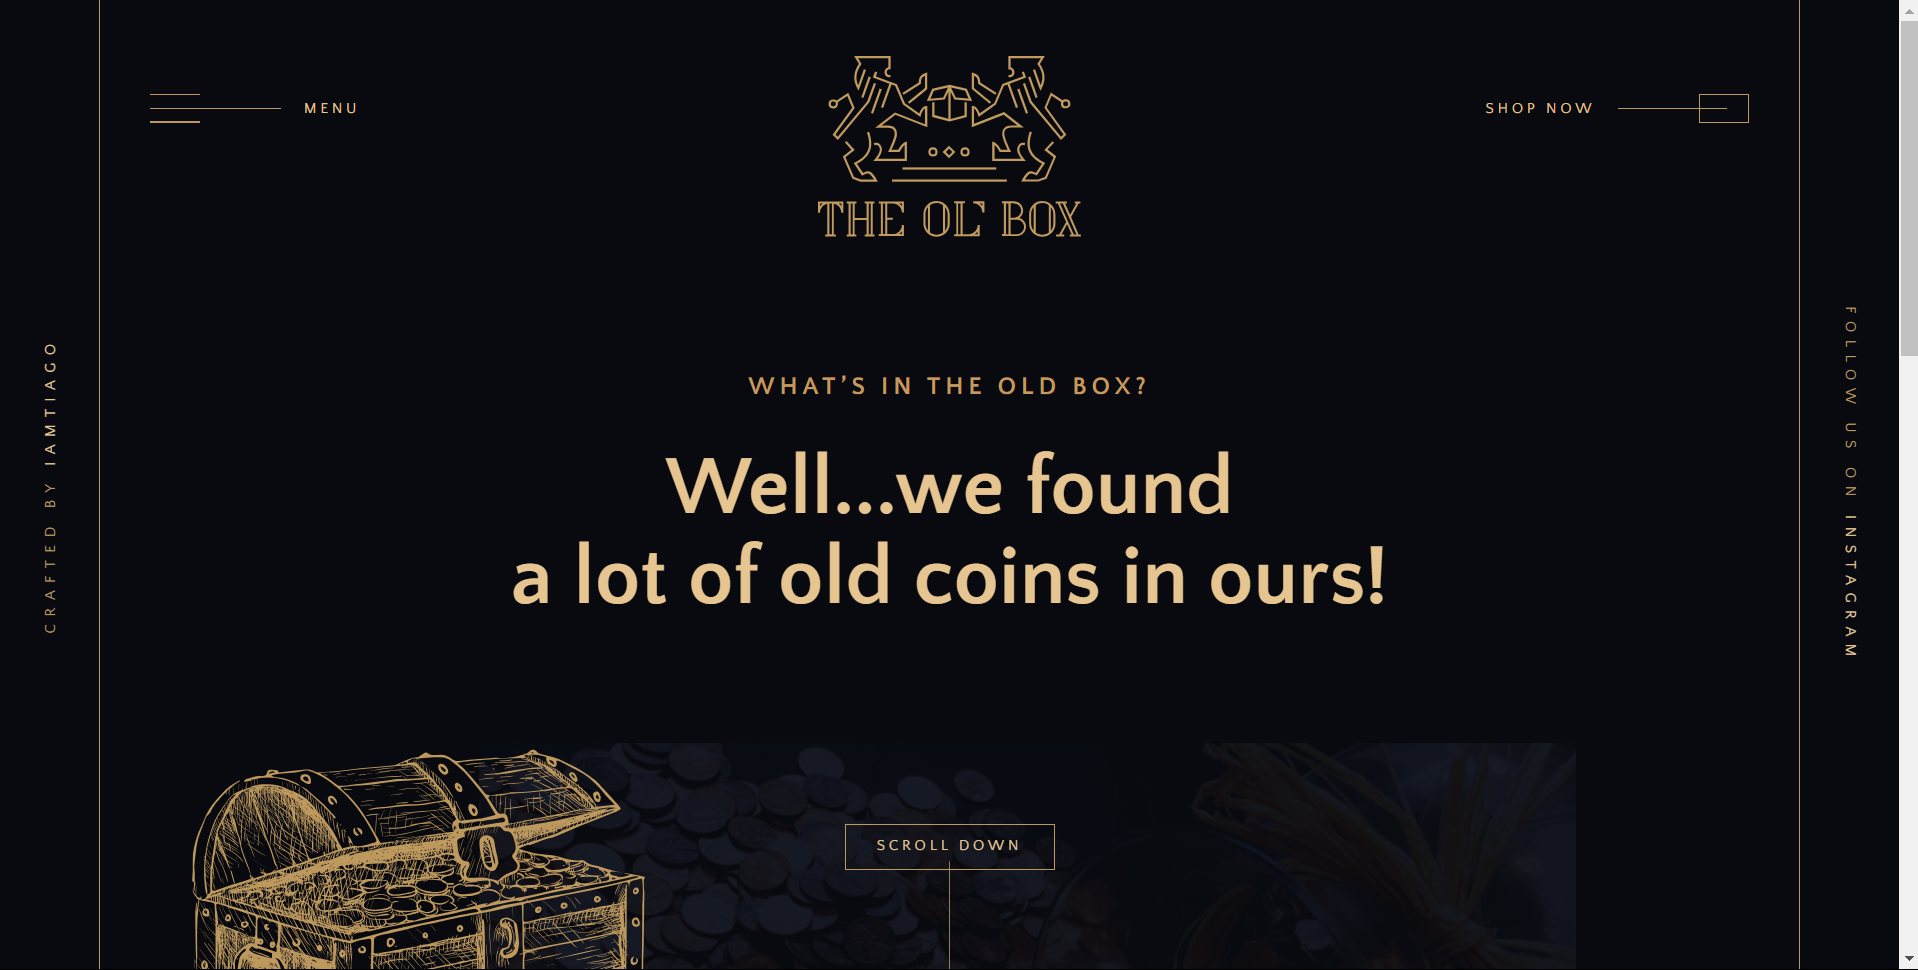 MENU
THE OL' BOX
SHOP NOW
CRAFTED BY IAMTIAGO
FOLLOW US ON INSTAGRAM
WHAT’S IN THE OLD BOX?
Well...we found
a lot of old coins in ours!
SCROLL DOWN